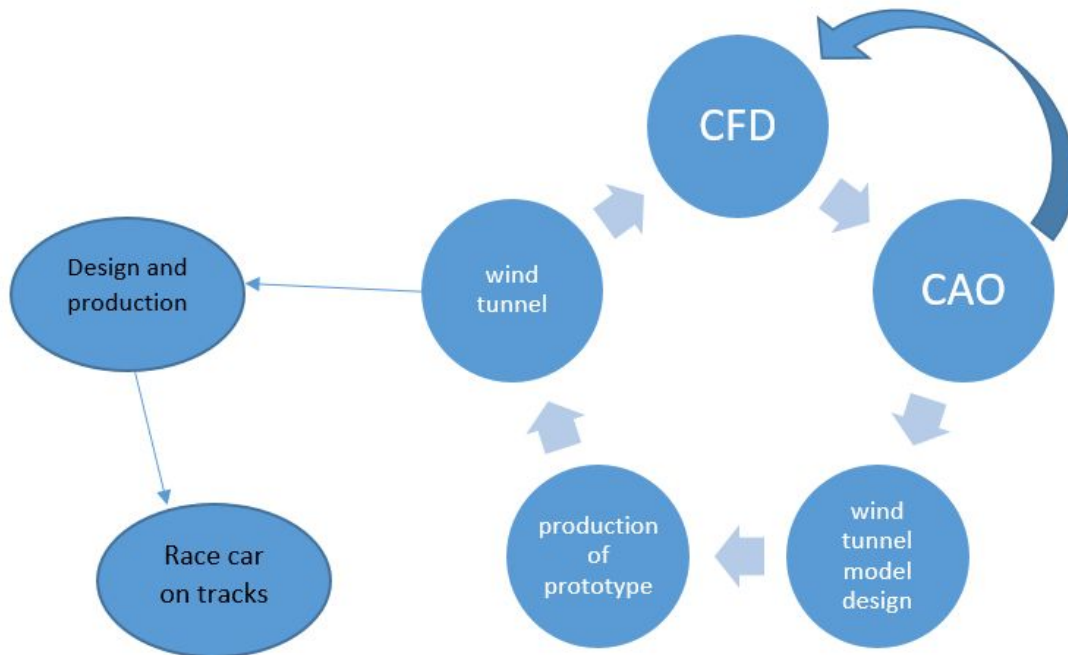 CFD
CAO
wind
tunnel
model
design
production
of
prototype
wind
tunnel
Design and
production
Race car
on tracks